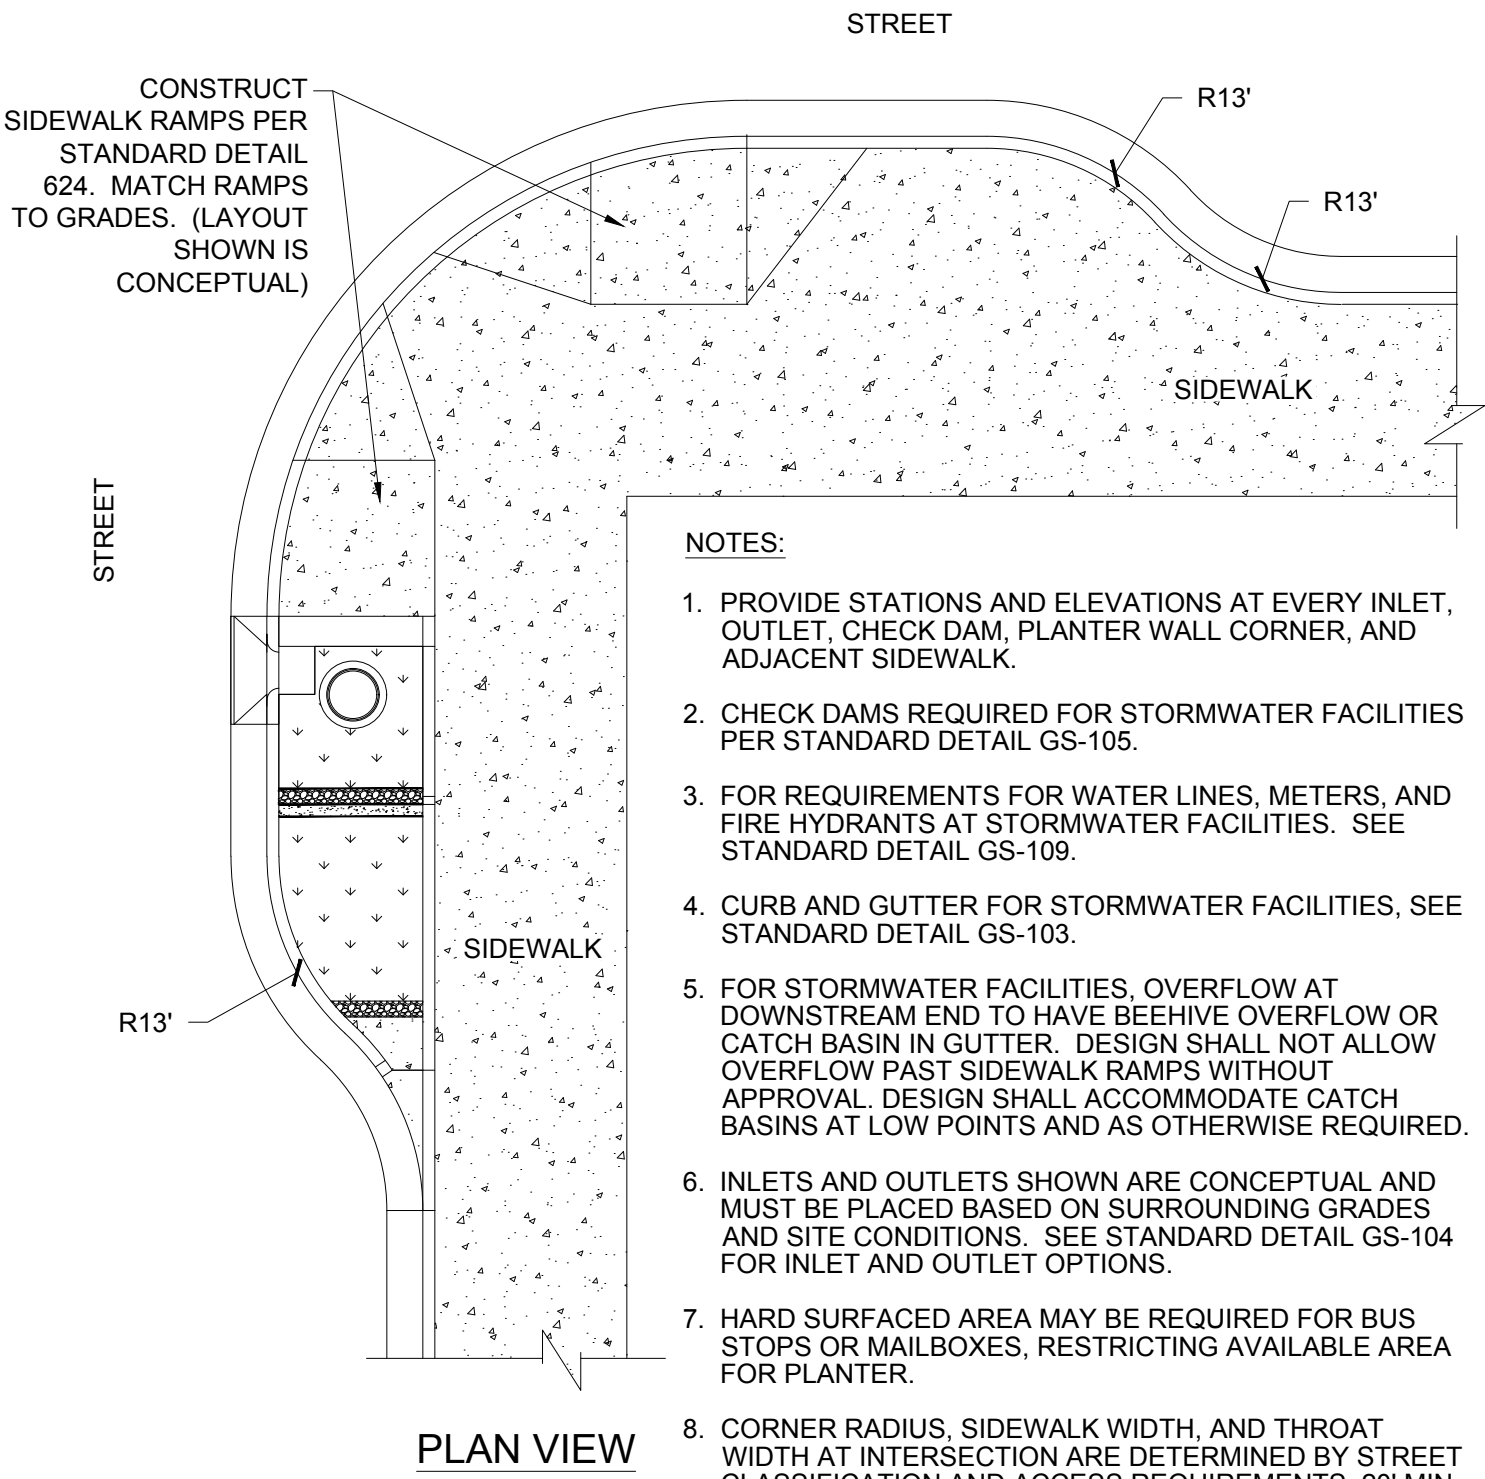 STREET
CONSTRUCT
SIDEWALK RAMPS PER
STANDARD DETAIL
624. MATCH RAMPS
TO GRADES. (LAYOUT
SHOWN IS
CONCEPTUAL)
R13'
R13'
SIDEWALK
STREET
SIDEWALK
R13'
PLAN VIEW
NOTES:
1. PROVIDE STATIONS AND ELEVATIONS AT EVERY INLET,
OUTLET, CHECK DAM, PLANTER WALL CORNER, AND
ADJACENT SIDEWALK.
2. CHECK DAMS REQUIRED FOR STORMWATER FACILITIES
PER STANDARD DETAIL GS-105.
3. FOR REQUIREMENTS FOR WATER LINES, METERS, AND
FIRE HYDRANTS AT STORMWATER FACILITIES. SEE
STANDARD DETAIL GS-109.
4. CURB AND GUTTER FOR STORMWATER FACILITIES, SEE
STANDARD DETAIL GS-103.
5. FOR STORMWATER FACILITIES, OVERFLOW AT
DOWNSTREAM END TO HAVE BEEHIVE OVERFLOW OR
CATCH BASIN IN GUTTER. DESIGN SHALL NOT ALLOW
OVERFLOW PAST SIDEWALK RAMPS WITHOUT
APPROVAL. DESIGN SHALL ACCOMMODATE CATCH
BASINS AT LOW POINTS AND AS OTHERWISE REQUIRED.
6. INLETS AND OUTLETS SHOWN ARE CONCEPTUAL AND
MUST BE PLACED BASED ON SURROUNDING GRADES
AND SITE CONDITIONS. SEE STANDARD DETAIL GS-104
FOR INLET AND OUTLET OPTIONS.
7. HARD SURFACED AREA MAY BE REQUIRED FOR BUS
STOPS OR MAILBOXES, RESTRICTING AVAILABLE AREA
FOR PLANTER.
8. CORNER RADIUS, SIDEWALK WIDTH, AND THROAT
WIDTH AT INTERSECTION ARE DETERMINED BY STREET
CLASSIFICATION AND ACCESS REQUIREMENTS.